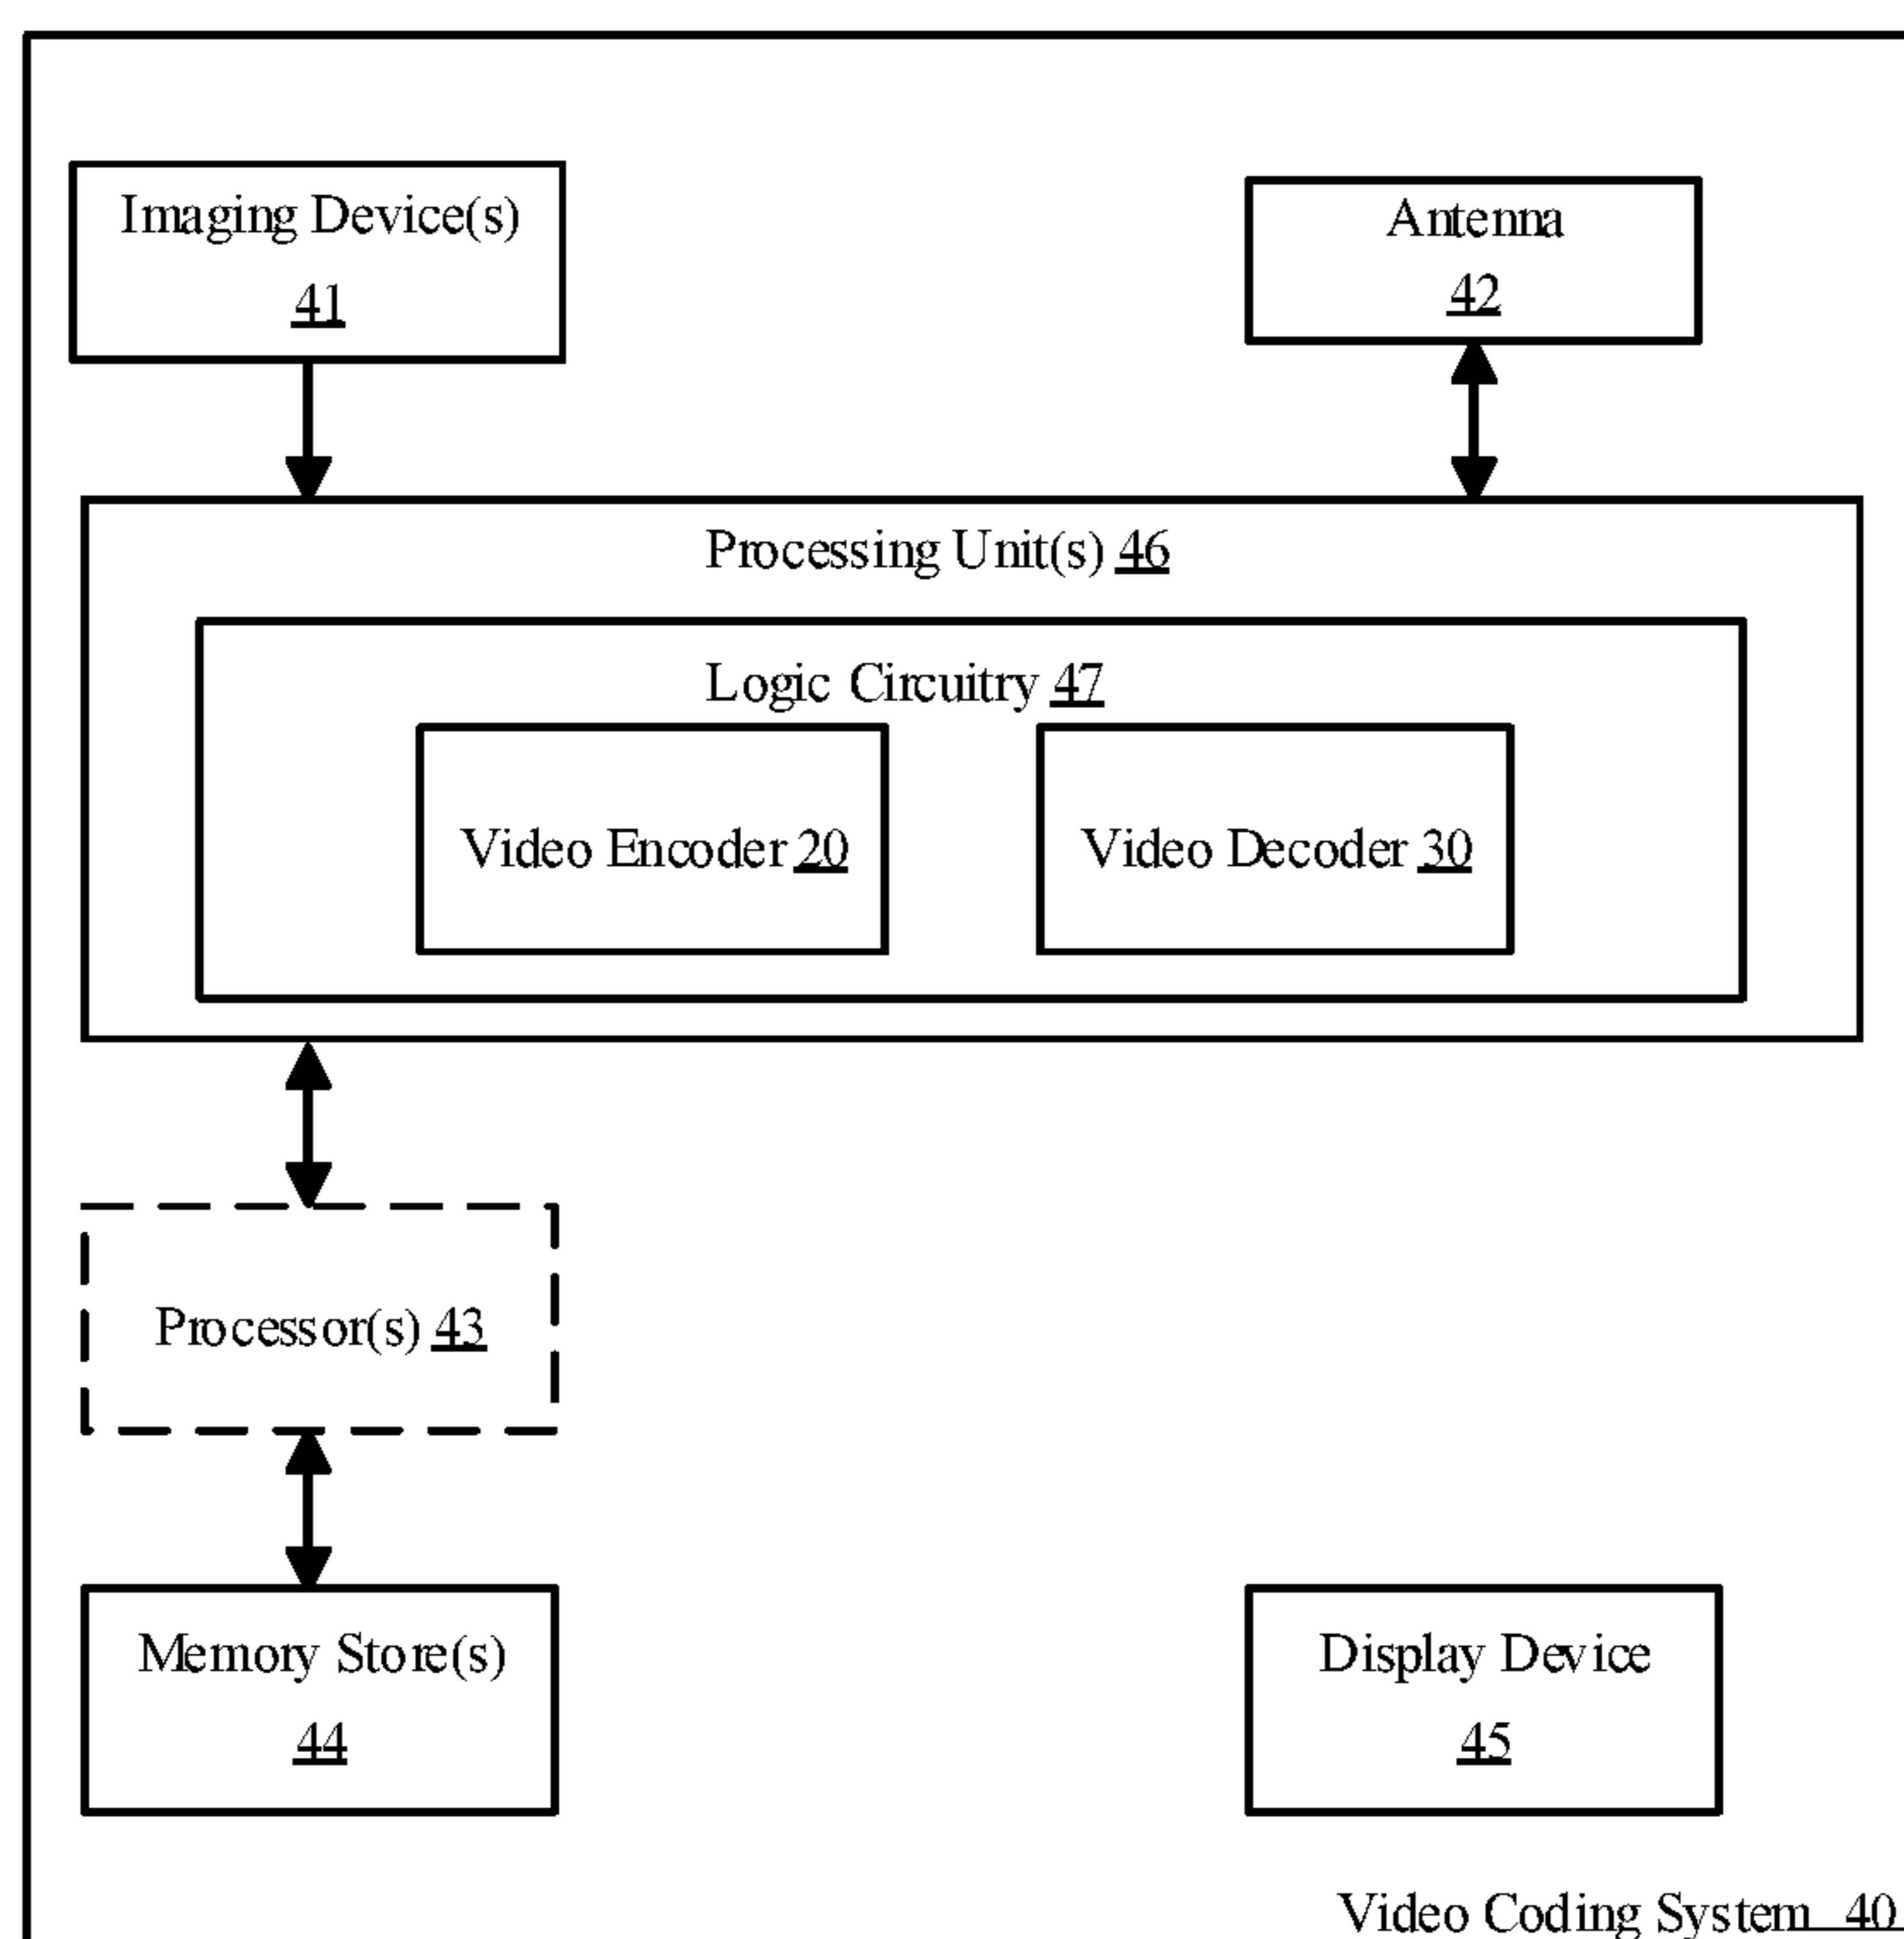 Imaging Device(s)
41
Antenna
42
Processing Unit(s) 46
Logic Circuitry 47
Video Encoder 20
Video Decoder 30
Processor(s) 43
Memory Store(s)
44
Display Device
45
Video Coding System 40